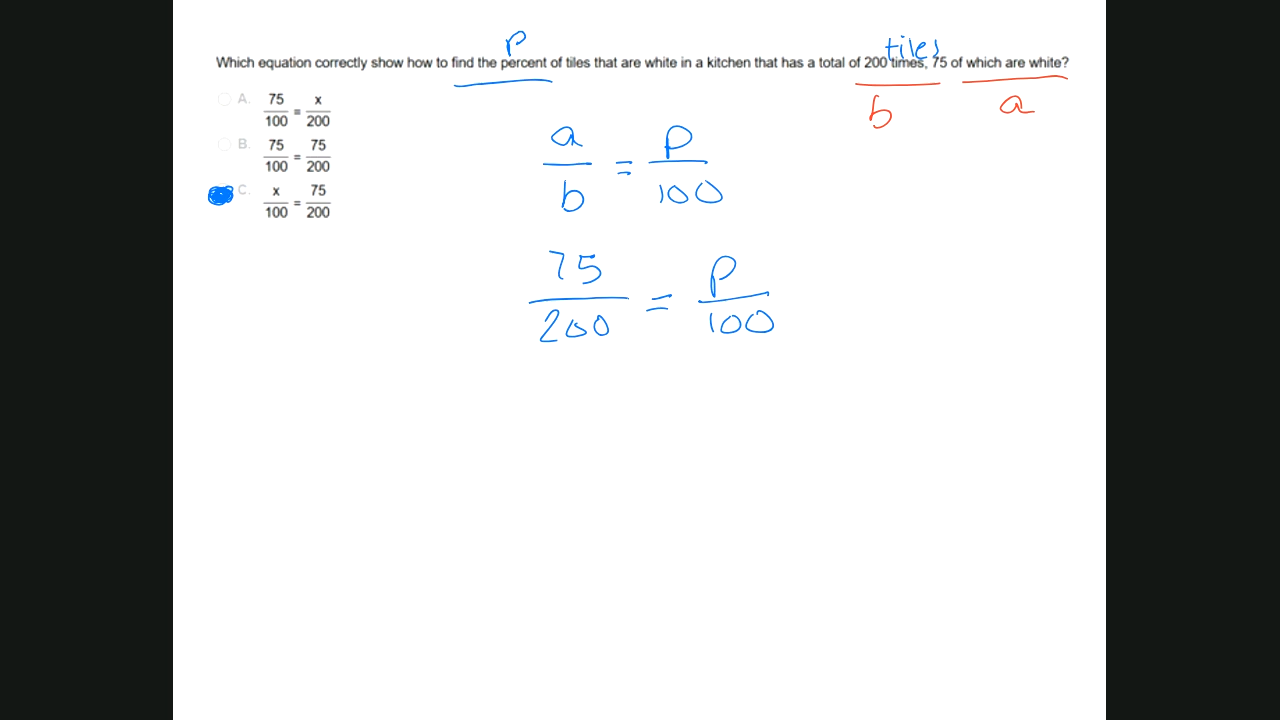 p
tiles
Which equation correctly show how to find the percent of tiles that are white in a kitchen that has a total of 200 times, 75 of which are white?
b a
A. 75/100 = x/200
B. 75/100 = 75/200
C. x/100 = 75/200
a/b = p/100
75/200 = p/100